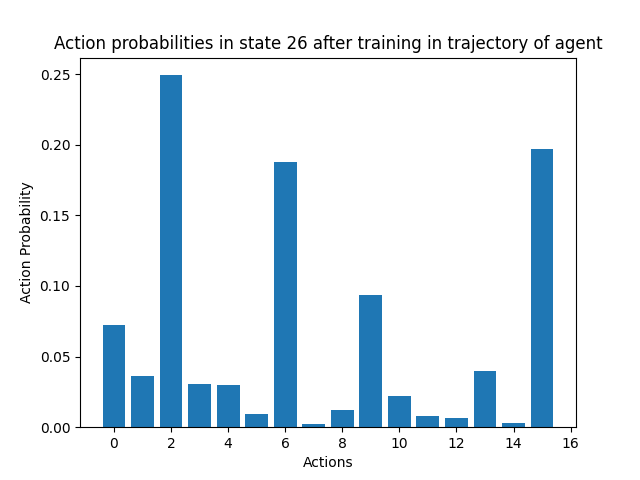 Action probabilities in state 26 after training in trajectory of agent
0.25
0.20
0.15
0.10
0.05
0.00
Action Probability
0 2 4 6 8 10 12 14 16
Actions